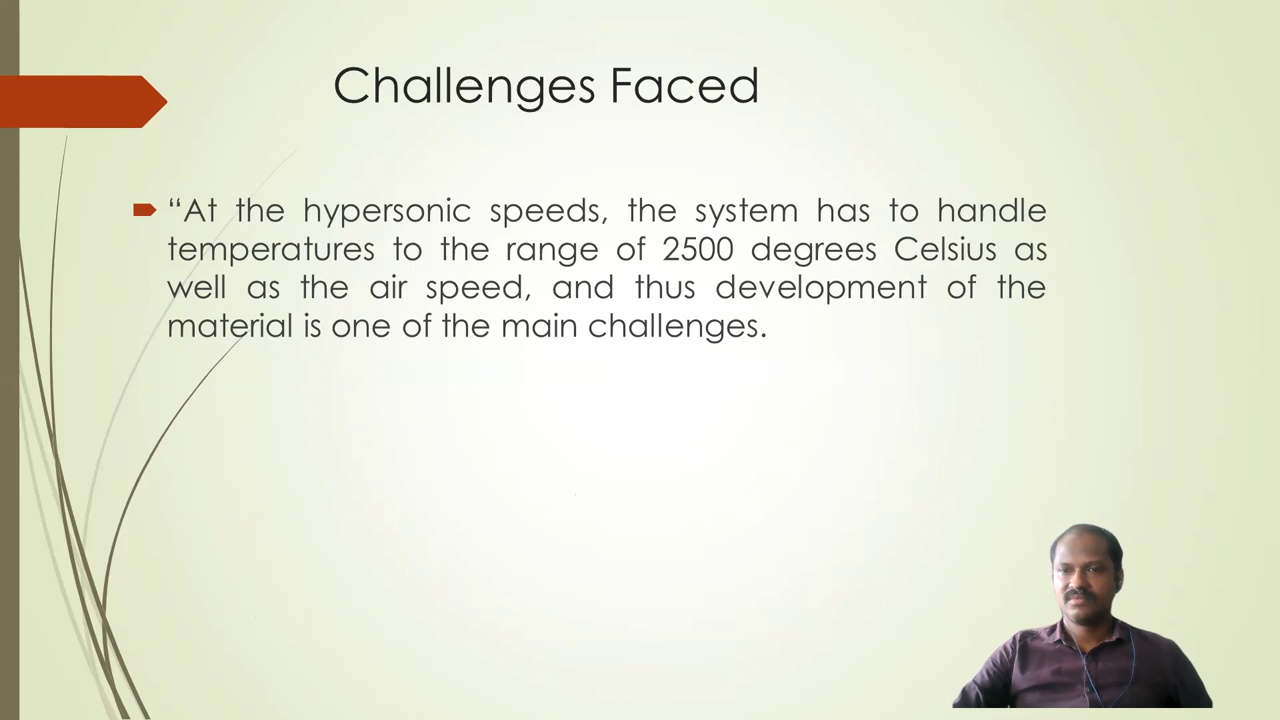 Challenges Faced
“At the hypersonic speeds, the system has to handle
temperatures to the range of 2500 degrees Celsius as
well as the air speed, and thus development of the
material is one of the main challenges.